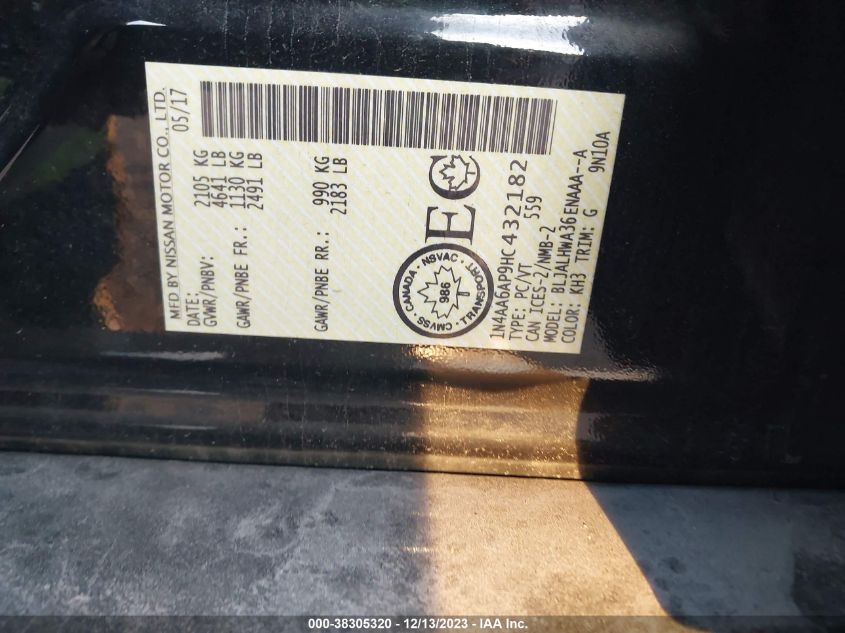 MFD BY NISSAN MOTOR CO., LTD.
DATE: 05/17
GVWR/PNBV: 2105 KG
4641 LB
GAWR/PNBE FR: 1130 KG
2491 LB
GAWR/PNBE RR.: 990 KG
2183 LB
CANADA · NSVAC · TRANSPORT · CMVSS ·
986
EC
1N4AA6AP9HC432182
TYPE: PC/VT 559
CAN ICES-2/NMB-2
MODEL: BLJALHWA36ENAAA--A
COLOR: KH3 TRIM: G 9N10A
000-38305320 - 12/13/2023 - IAA Inc.